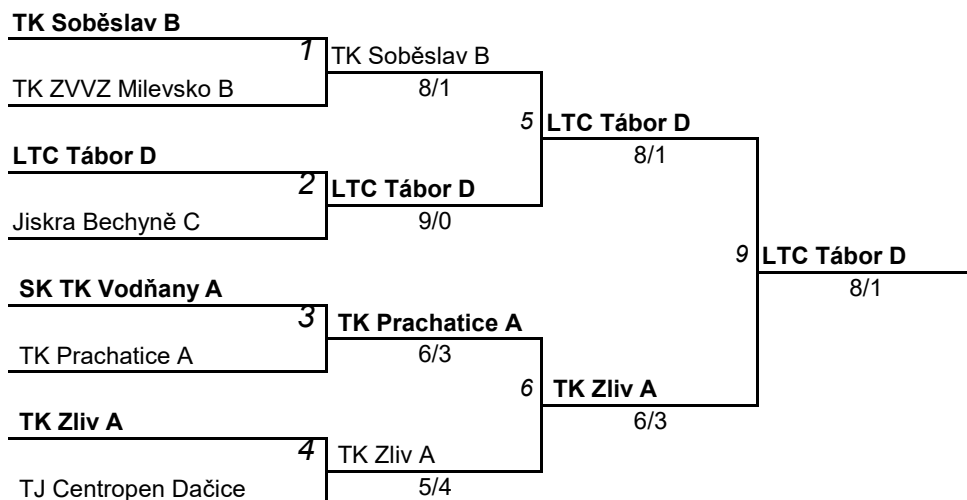 TK Soběslav B
1
TK Soběslav B
TK ZVVZ Milevsko B
8/1
5
LTC Tábor D
LTC Tábor D
8/1
2
LTC Tábor D
Jiskra Bechyně C
9/0
9
LTC Tábor D
SK TK Vodňany A
8/1
3
TK Prachatice A
TK Prachatice A
6/3
6
TK Zliv A
TK Zliv A
6/3
4
TK Zliv A
TJ Centropen Dačice
5/4